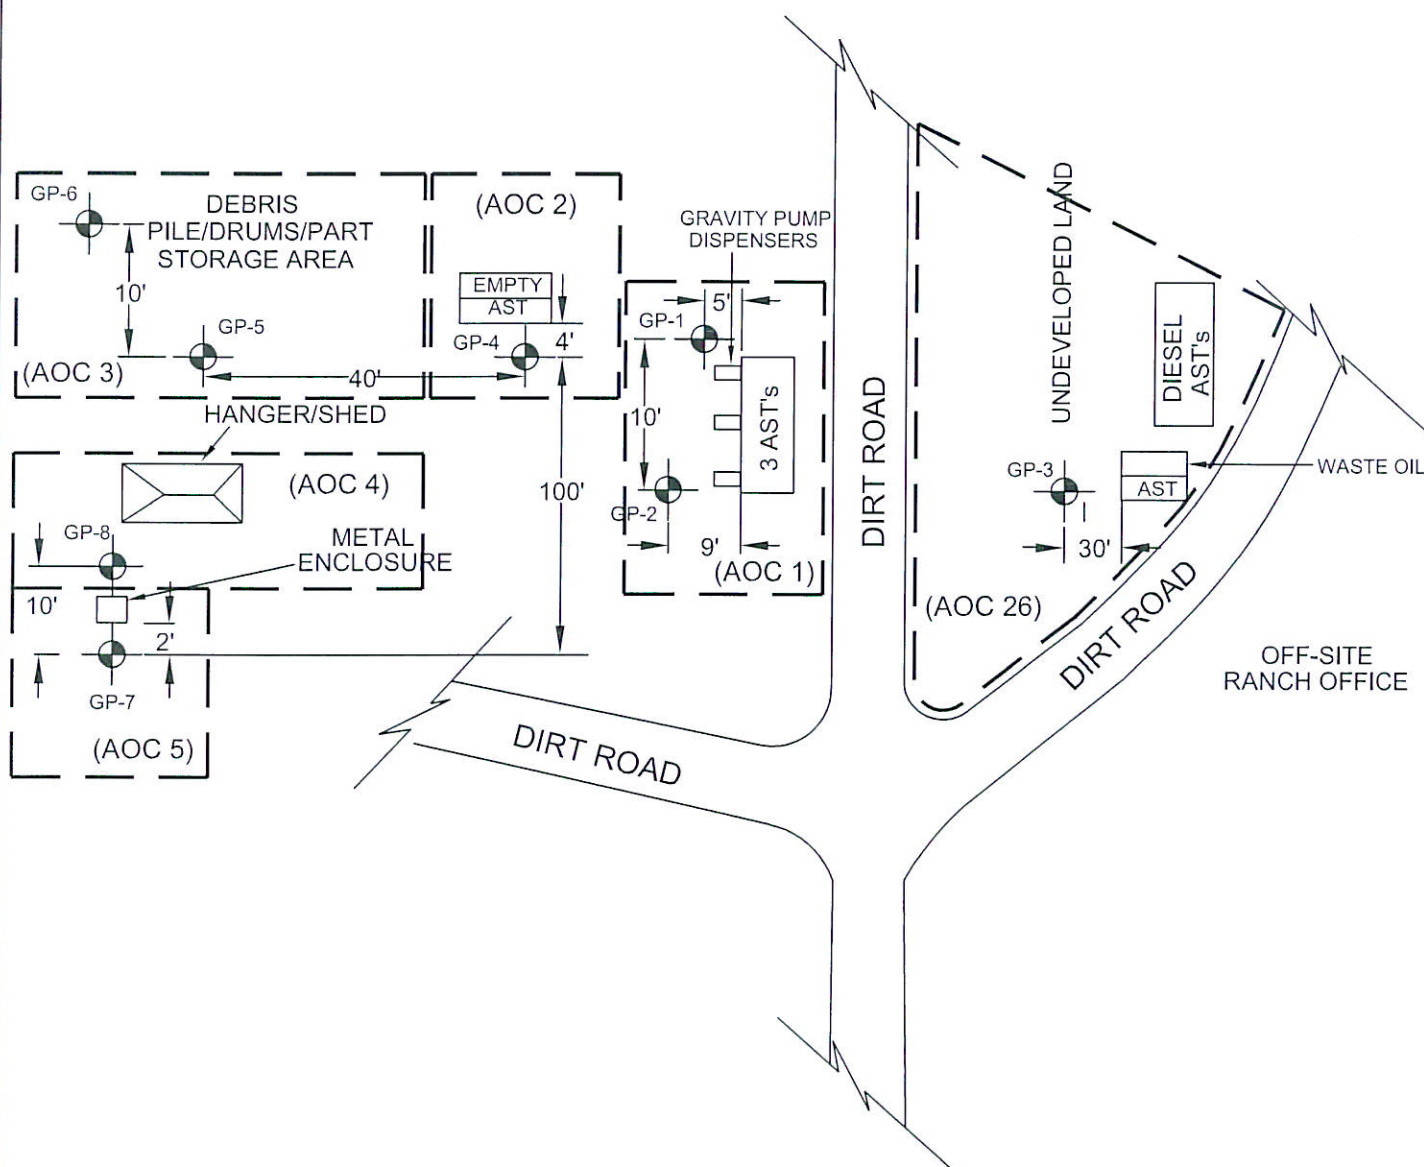 GP-6
DEBRIS
PILE/DRUMS/PART
STORAGE AREA
10'
GP-5
(AOC 3)
40'
(AOC 2)
EMPTY
AST
GP-4
4'
100'
GRAVITY PUMP
DISPENSERS
5'
GP-1
10'
3 AST's
GP-2
9'
(AOC 1)
HANGER/SHED
(AOC 4)
GP-8
METAL
ENCLOSURE
10'
2'
GP-7
(AOC 5)
DIRT ROAD
DIRT ROAD
UNDEVELOPED LAND
DIESEL
AST's
GP-3
WASTE OIL
AST
30'
(AOC 26)
DIRT ROAD
OFF-SITE
RANCH OFFICE